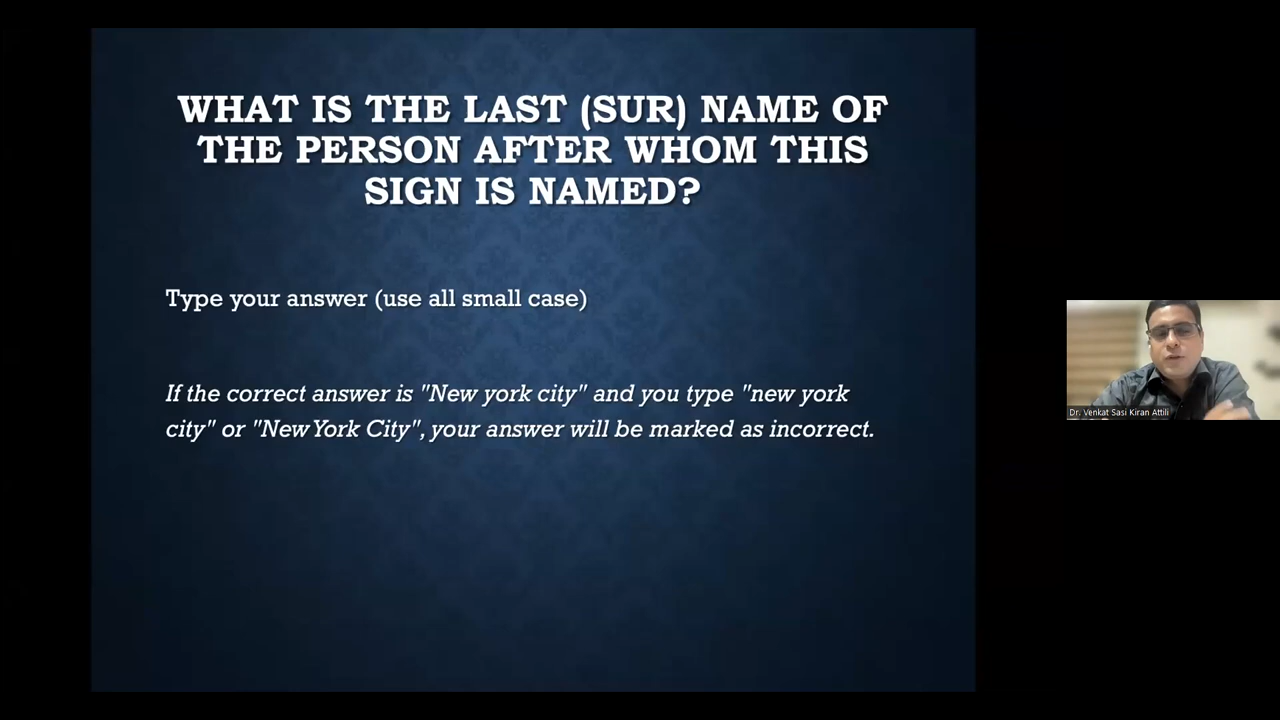 WHAT IS THE LAST (SUR) NAME OF
THE PERSON AFTER WHOM THIS
SIGN IS NAMED?
Type your answer (use all small case)
If the correct answer is "New york city" and you type "new york
city" or "New York City", your answer will be marked as incorrect.
Dr. Venkat Sasi Kiran Attili